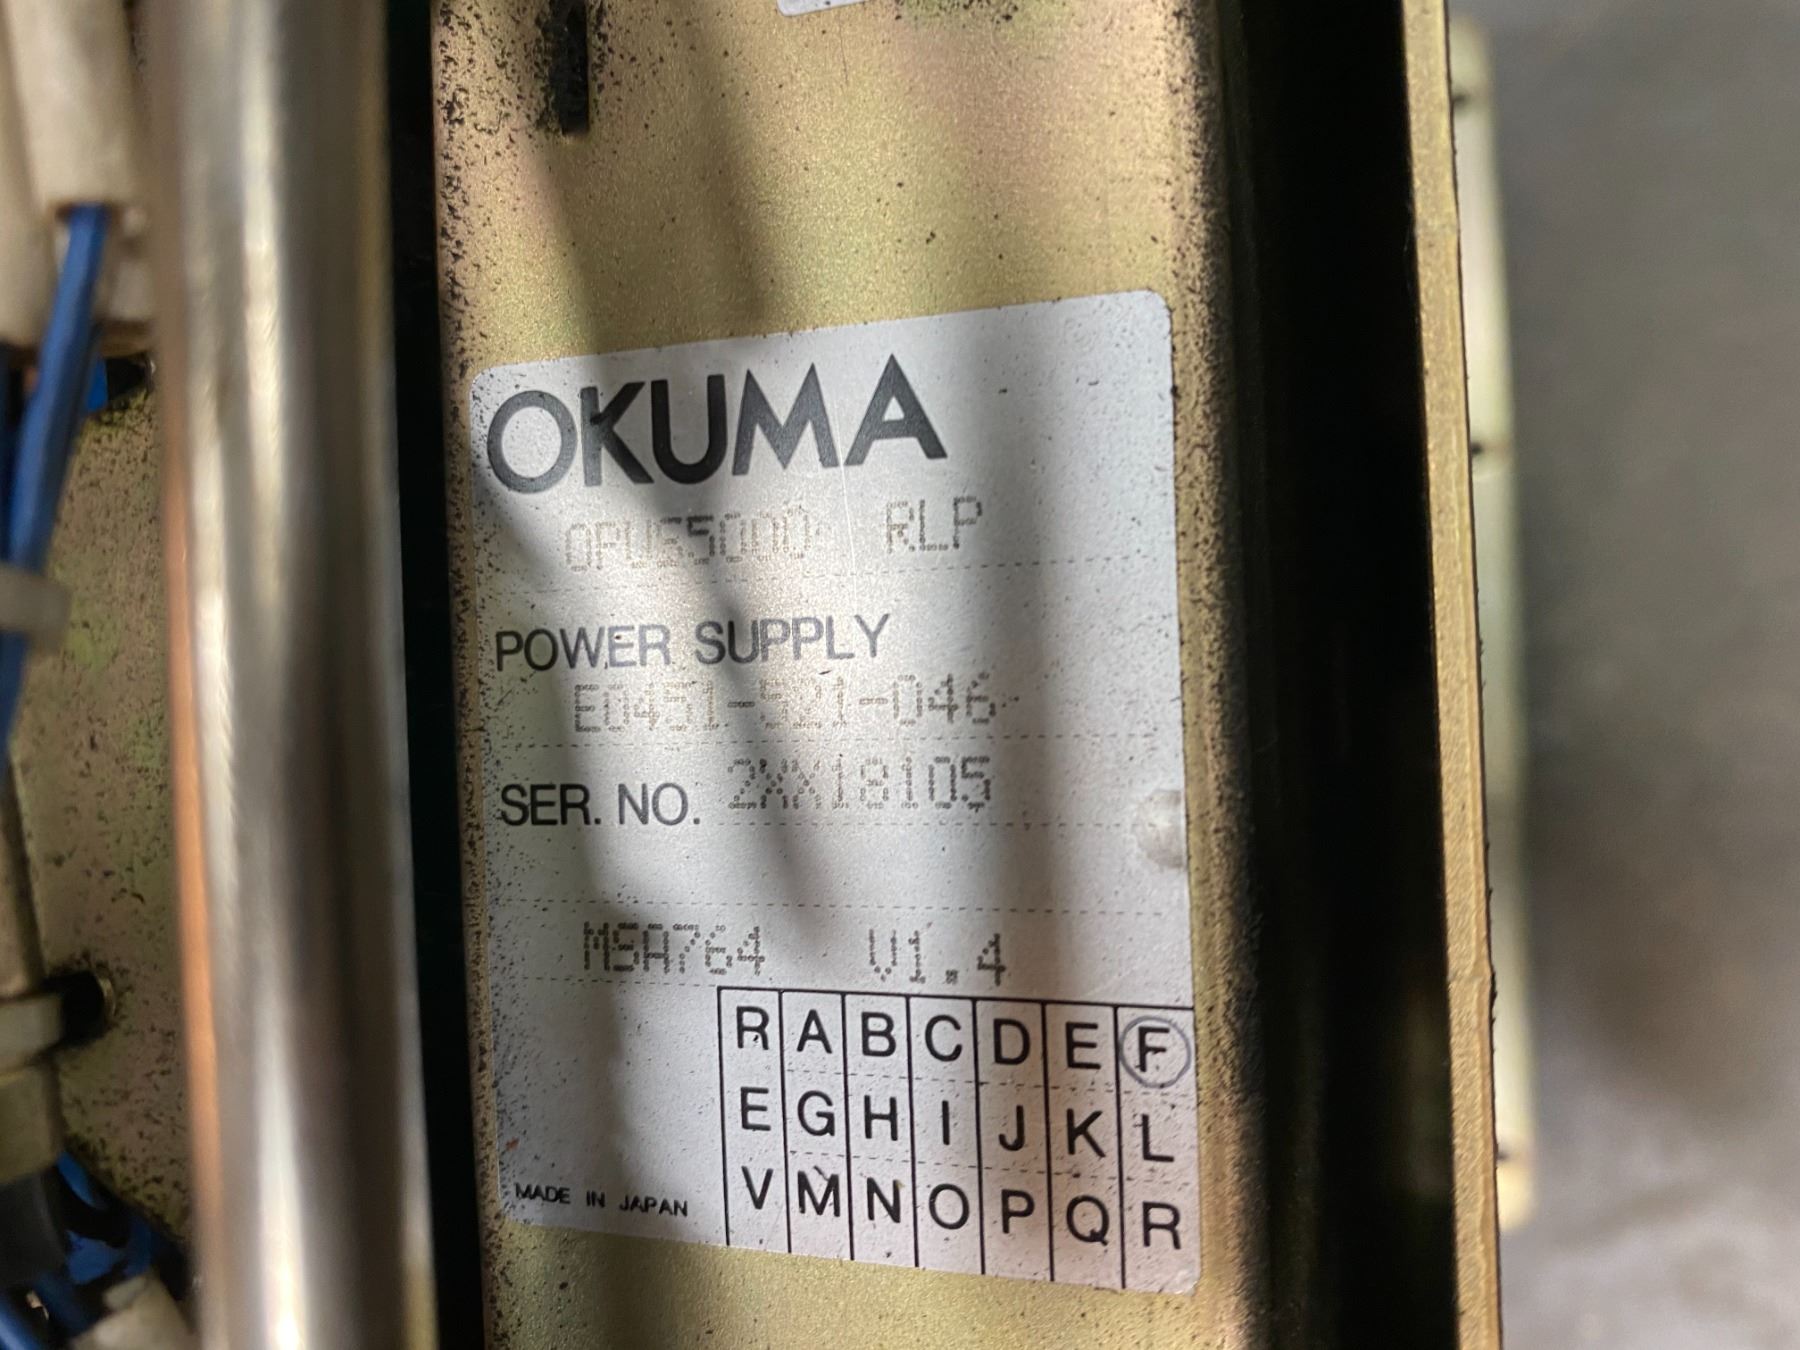 OKUMA
OPUS5000 RLP
POWER SUPPLY
E0451-521-046
SER. NO. 2XX18105
MSA764 V1.4
R A B C D E F
E G H I J K L
V M N O P Q R
MADE IN JAPAN